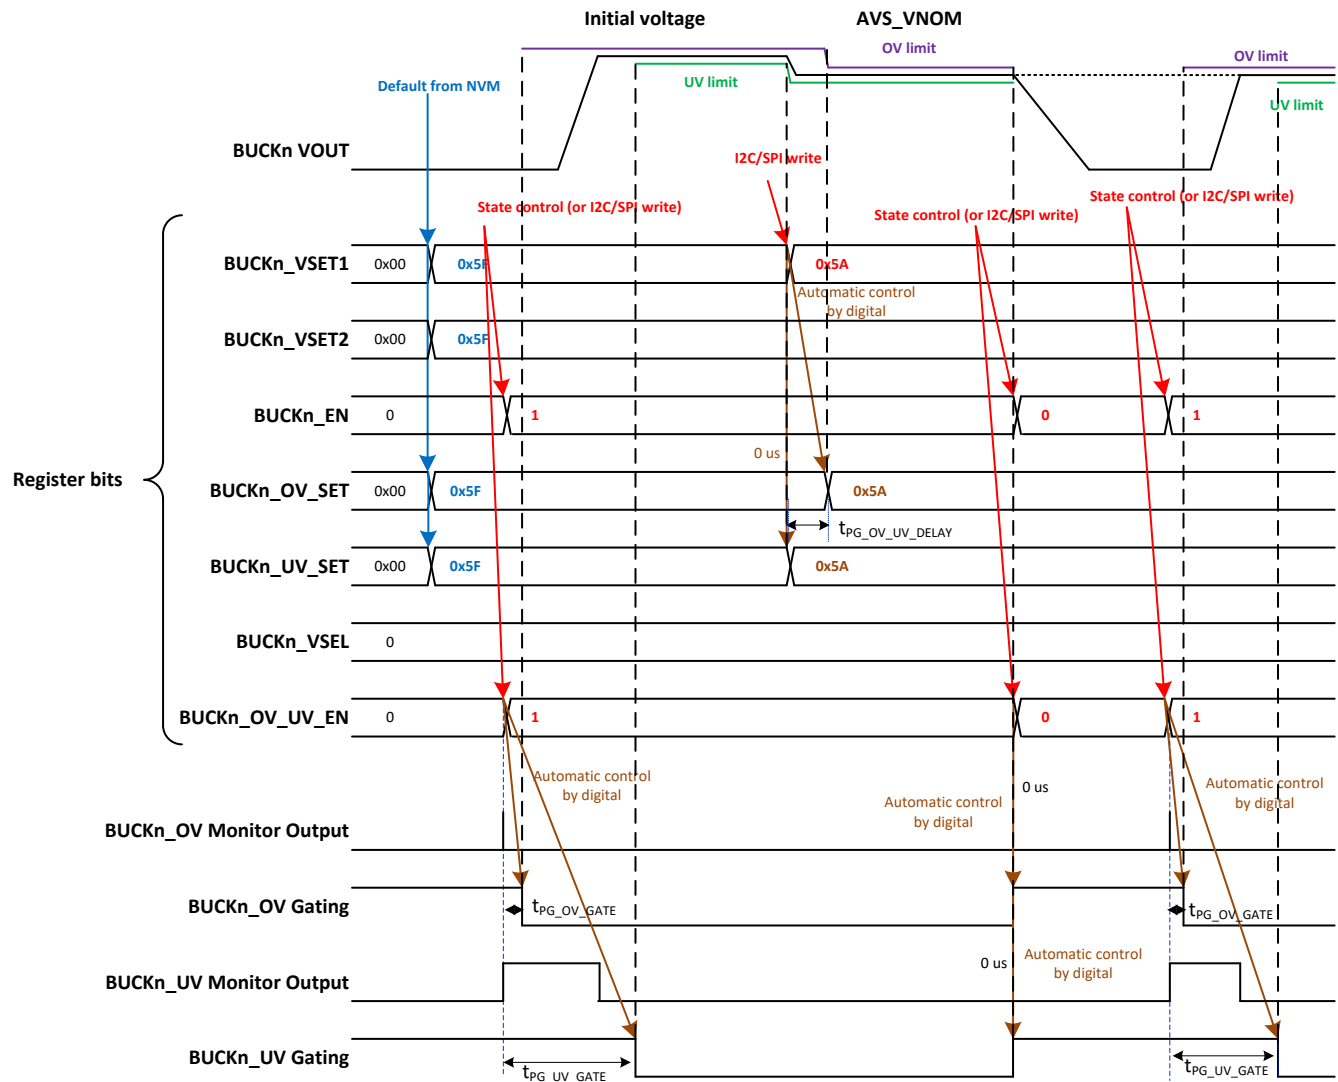 Initial voltage
AVS_VNOM
OV limit
OV limit
UV limit
UV limit
Default from NVM
BUCKn VOUT
I2C/SPI write
State control (or I2C/SPI write)
State control (or I2C/SPI write)
State control (or I2C/SPI write)
Register bits
BUCKn_VSET1
0x00
0x5F
0x5A
Automatic control
by digital
BUCKn_VSET2
0x00
0x5F
BUCKn_EN
0
1
0
1
0 us
BUCKn_OV_SET
0x00
0x5F
0x5A
tPG_OV_UV_DELAY
BUCKn_UV_SET
0x00
0x5F
0x5A
BUCKn_VSEL
0
BUCKn_OV_UV_EN
0
1
0
1
Automatic control
by digital
0 us
Automatic control
by digital
Automatic control
by digital
BUCKn_OV Monitor Output
BUCKn_OV Gating
tPG_OV_GATE
tPG_OV_GATE
BUCKn_UV Monitor Output
0 us
Automatic control
by digital
BUCKn_UV Gating
tPG_UV_GATE
tPG_UV_GATE